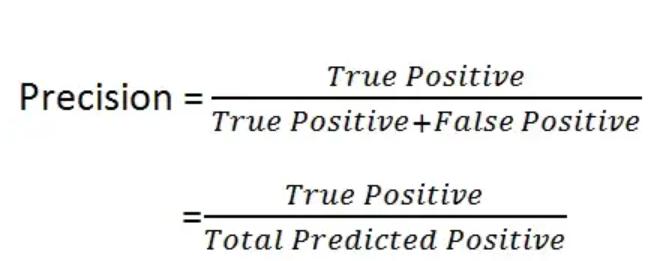 Precision = True Positive / True Positive+False Positive
= True Positive / Total Predicted Positive